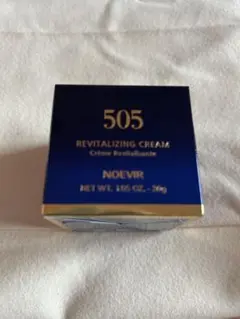 505
REVITALIZING CREAM
Crème Revitalisante
NOEVIR
NET WT. 1.05 OZ. - 30g